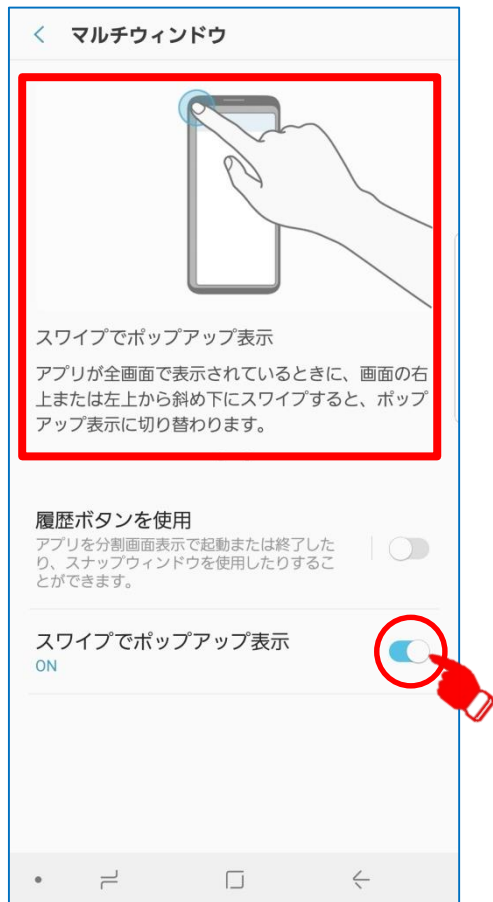 マルチウィンドウ
スワイプでポップアップ表示
アプリが全画面で表示されているときに、画面の右
上または左上から斜め下にスワイプすると、ポップ
アップ表示に切り替わります。
履歴ボタンを使用
アプリを分割画面表示で起動または終了した
り、スナップウィンドウを使用したりするこ
とができます。
スワイプでポップアップ表示
ON